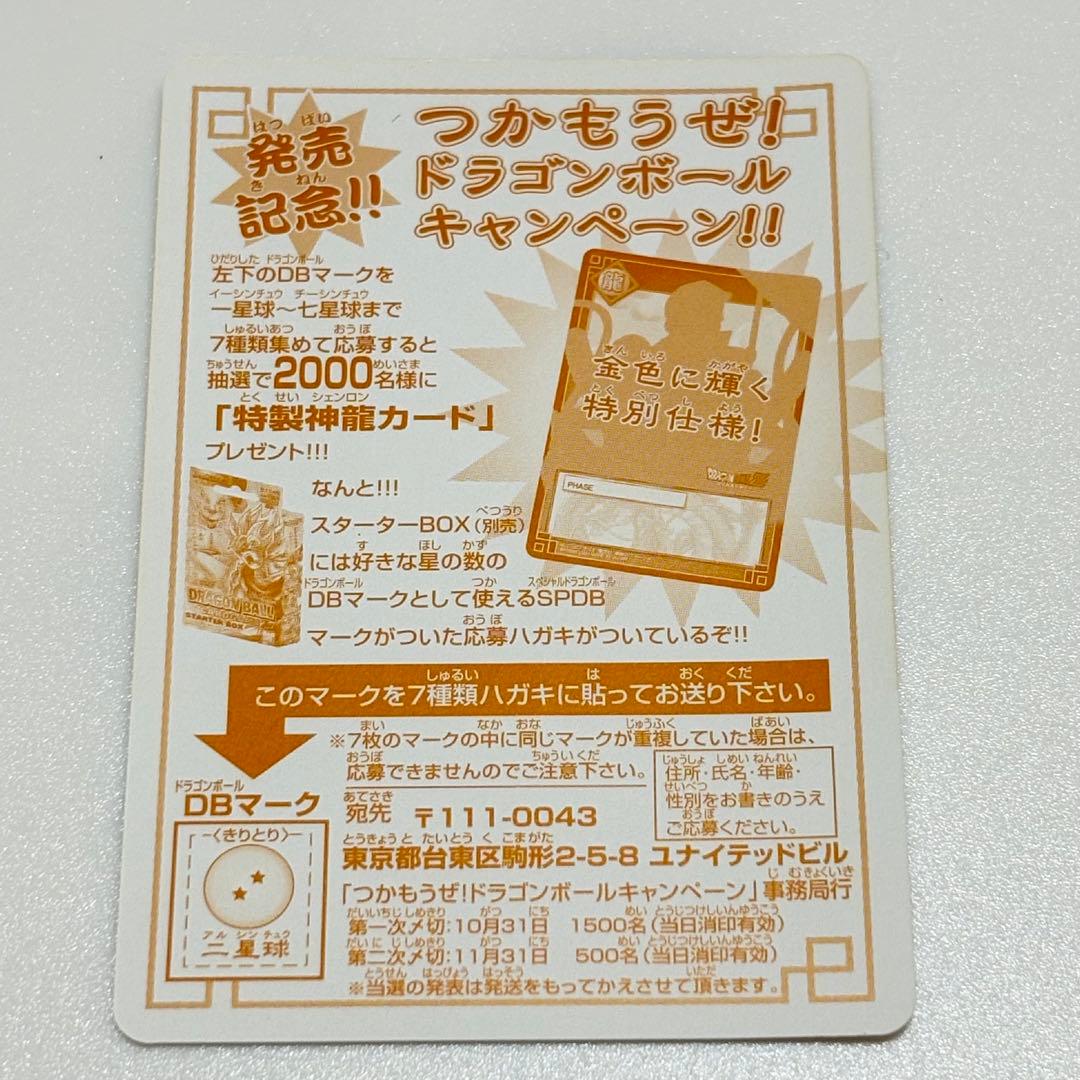 発売
記念!!
つかもうぜ!
ドラゴンボール
キャンペーン!!
左下のDBマークを
一星球～七星球まで
7種類集めて応募すると
抽選で2000名様に
「特製神龍カード」
プレゼント!!!
龍
金色に輝く
特別仕様!
PHASE
なんと!!!
スターターBOX(別売)
には好きな星の数の
DBマークとして使えるSPDB
マークがついた応募ハガキがついているぞ!!
DRAGONBALL
STARTER BOX
このマークを7種類ハガキに貼ってお送り下さい。
※7枚のマークの中に同じマークが重複していた場合は、
応募できませんのでご注意下さい。
住所・氏名・年齢・
性別をお書きのうえ
ご応募ください。
DBマーク
〈きりとり〉
二星球
宛先 〒111-0043
東京都台東区駒形2-5-8 ユナイテッドビル
「つかもうぜ!ドラゴンボールキャンペーン」事務局行
第一次〆切:10月31日 1500名(当日消印有効)
第二次〆切:11月31日 500名(当日消印有効)
※当選の発表は発送をもってかえさせて頂きます。